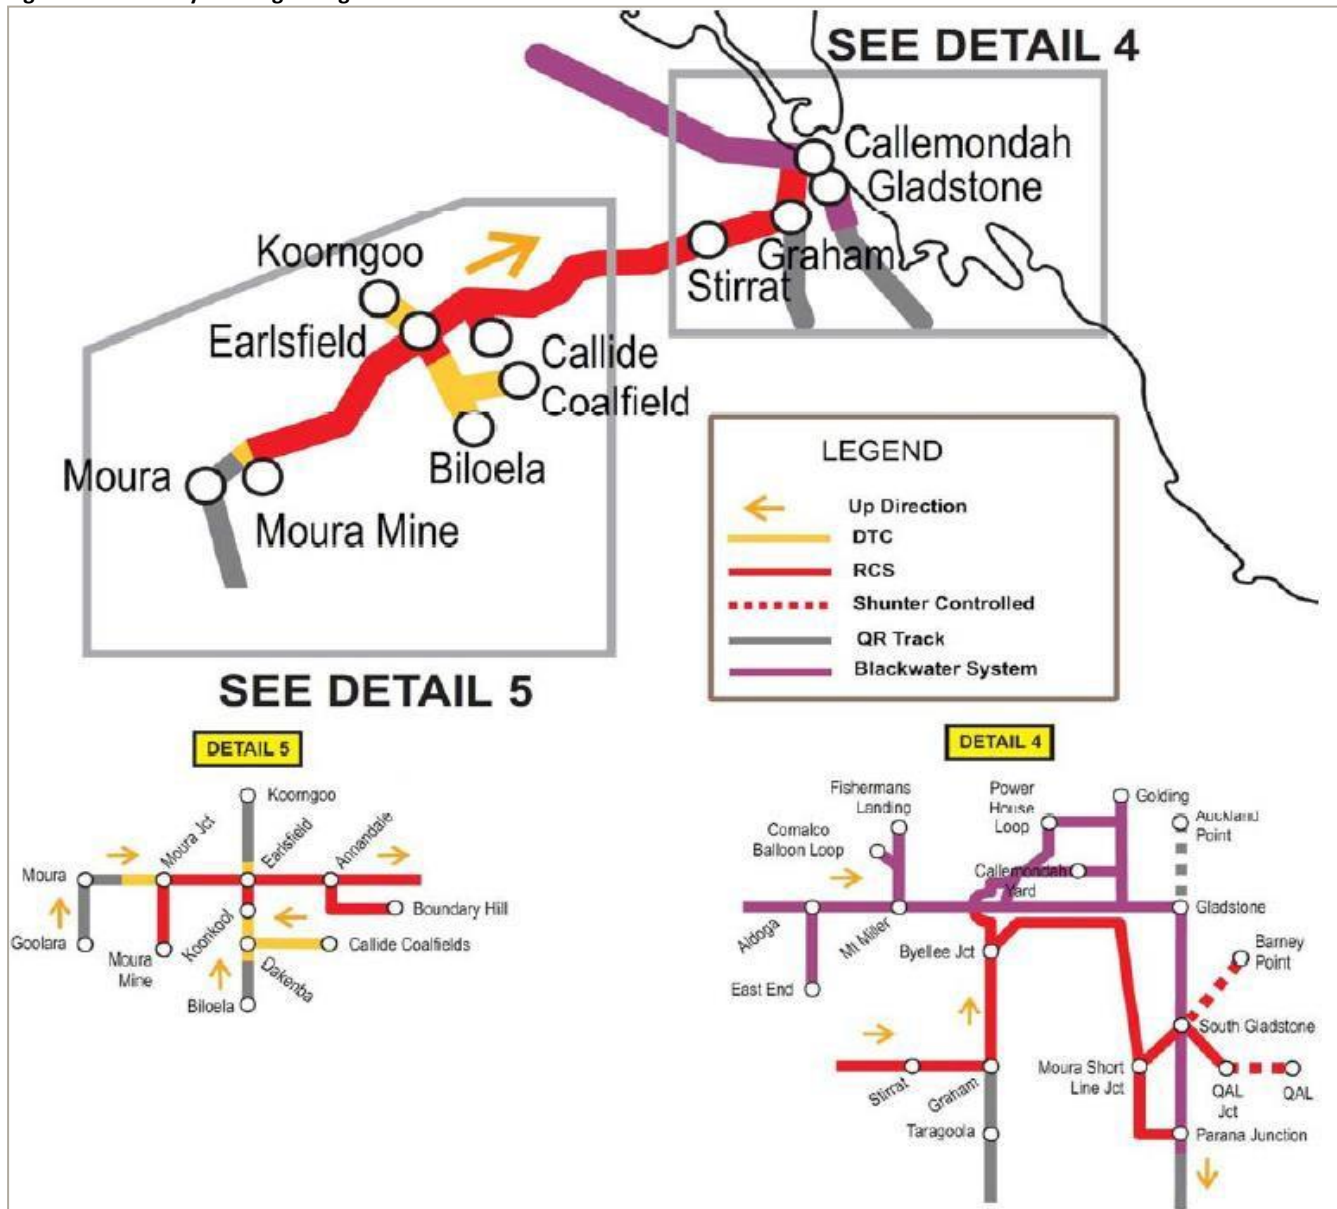 SEE DETAIL 4
Callemondah
Gladstone
Koorngoo
Graham
Stirrat
Earlsfield
Callide
Coalfield
Biloela
Moura
Moura Mine
SEE DETAIL 5
LEGEND
Up Direction
DTC
RCS
Shunter Controlled
QR Track
Blackwater System
DETAIL 5
Koorngoo
Moura Jct
Earlsfield
Annandale
Moura
Boundary Hill
Koonkool
Goolara
Moura
Mine
Callide Coalfields
Dakenba
Biloela
DETAIL 4
Fishermans
Landing
Power
House
Loop
Golding
Auckland
Point
Comalco
Balloon Loop
Callemondah
Yard
Gladstone
Aldoga
Mt Miller
Byellee Jct
Barney
Point
East End
South Gladstone
Stirrat
Graham
Moura Short
Line Jct
QAL
Jct
QAL
Taragoola
Parana Junction